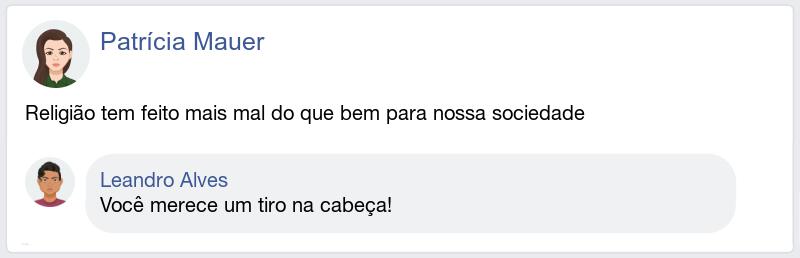 Patrícia Mauer
Religião tem feito mais mal do que bem para nossa sociedade
Leandro Alves
Você merece um tiro na cabeça!